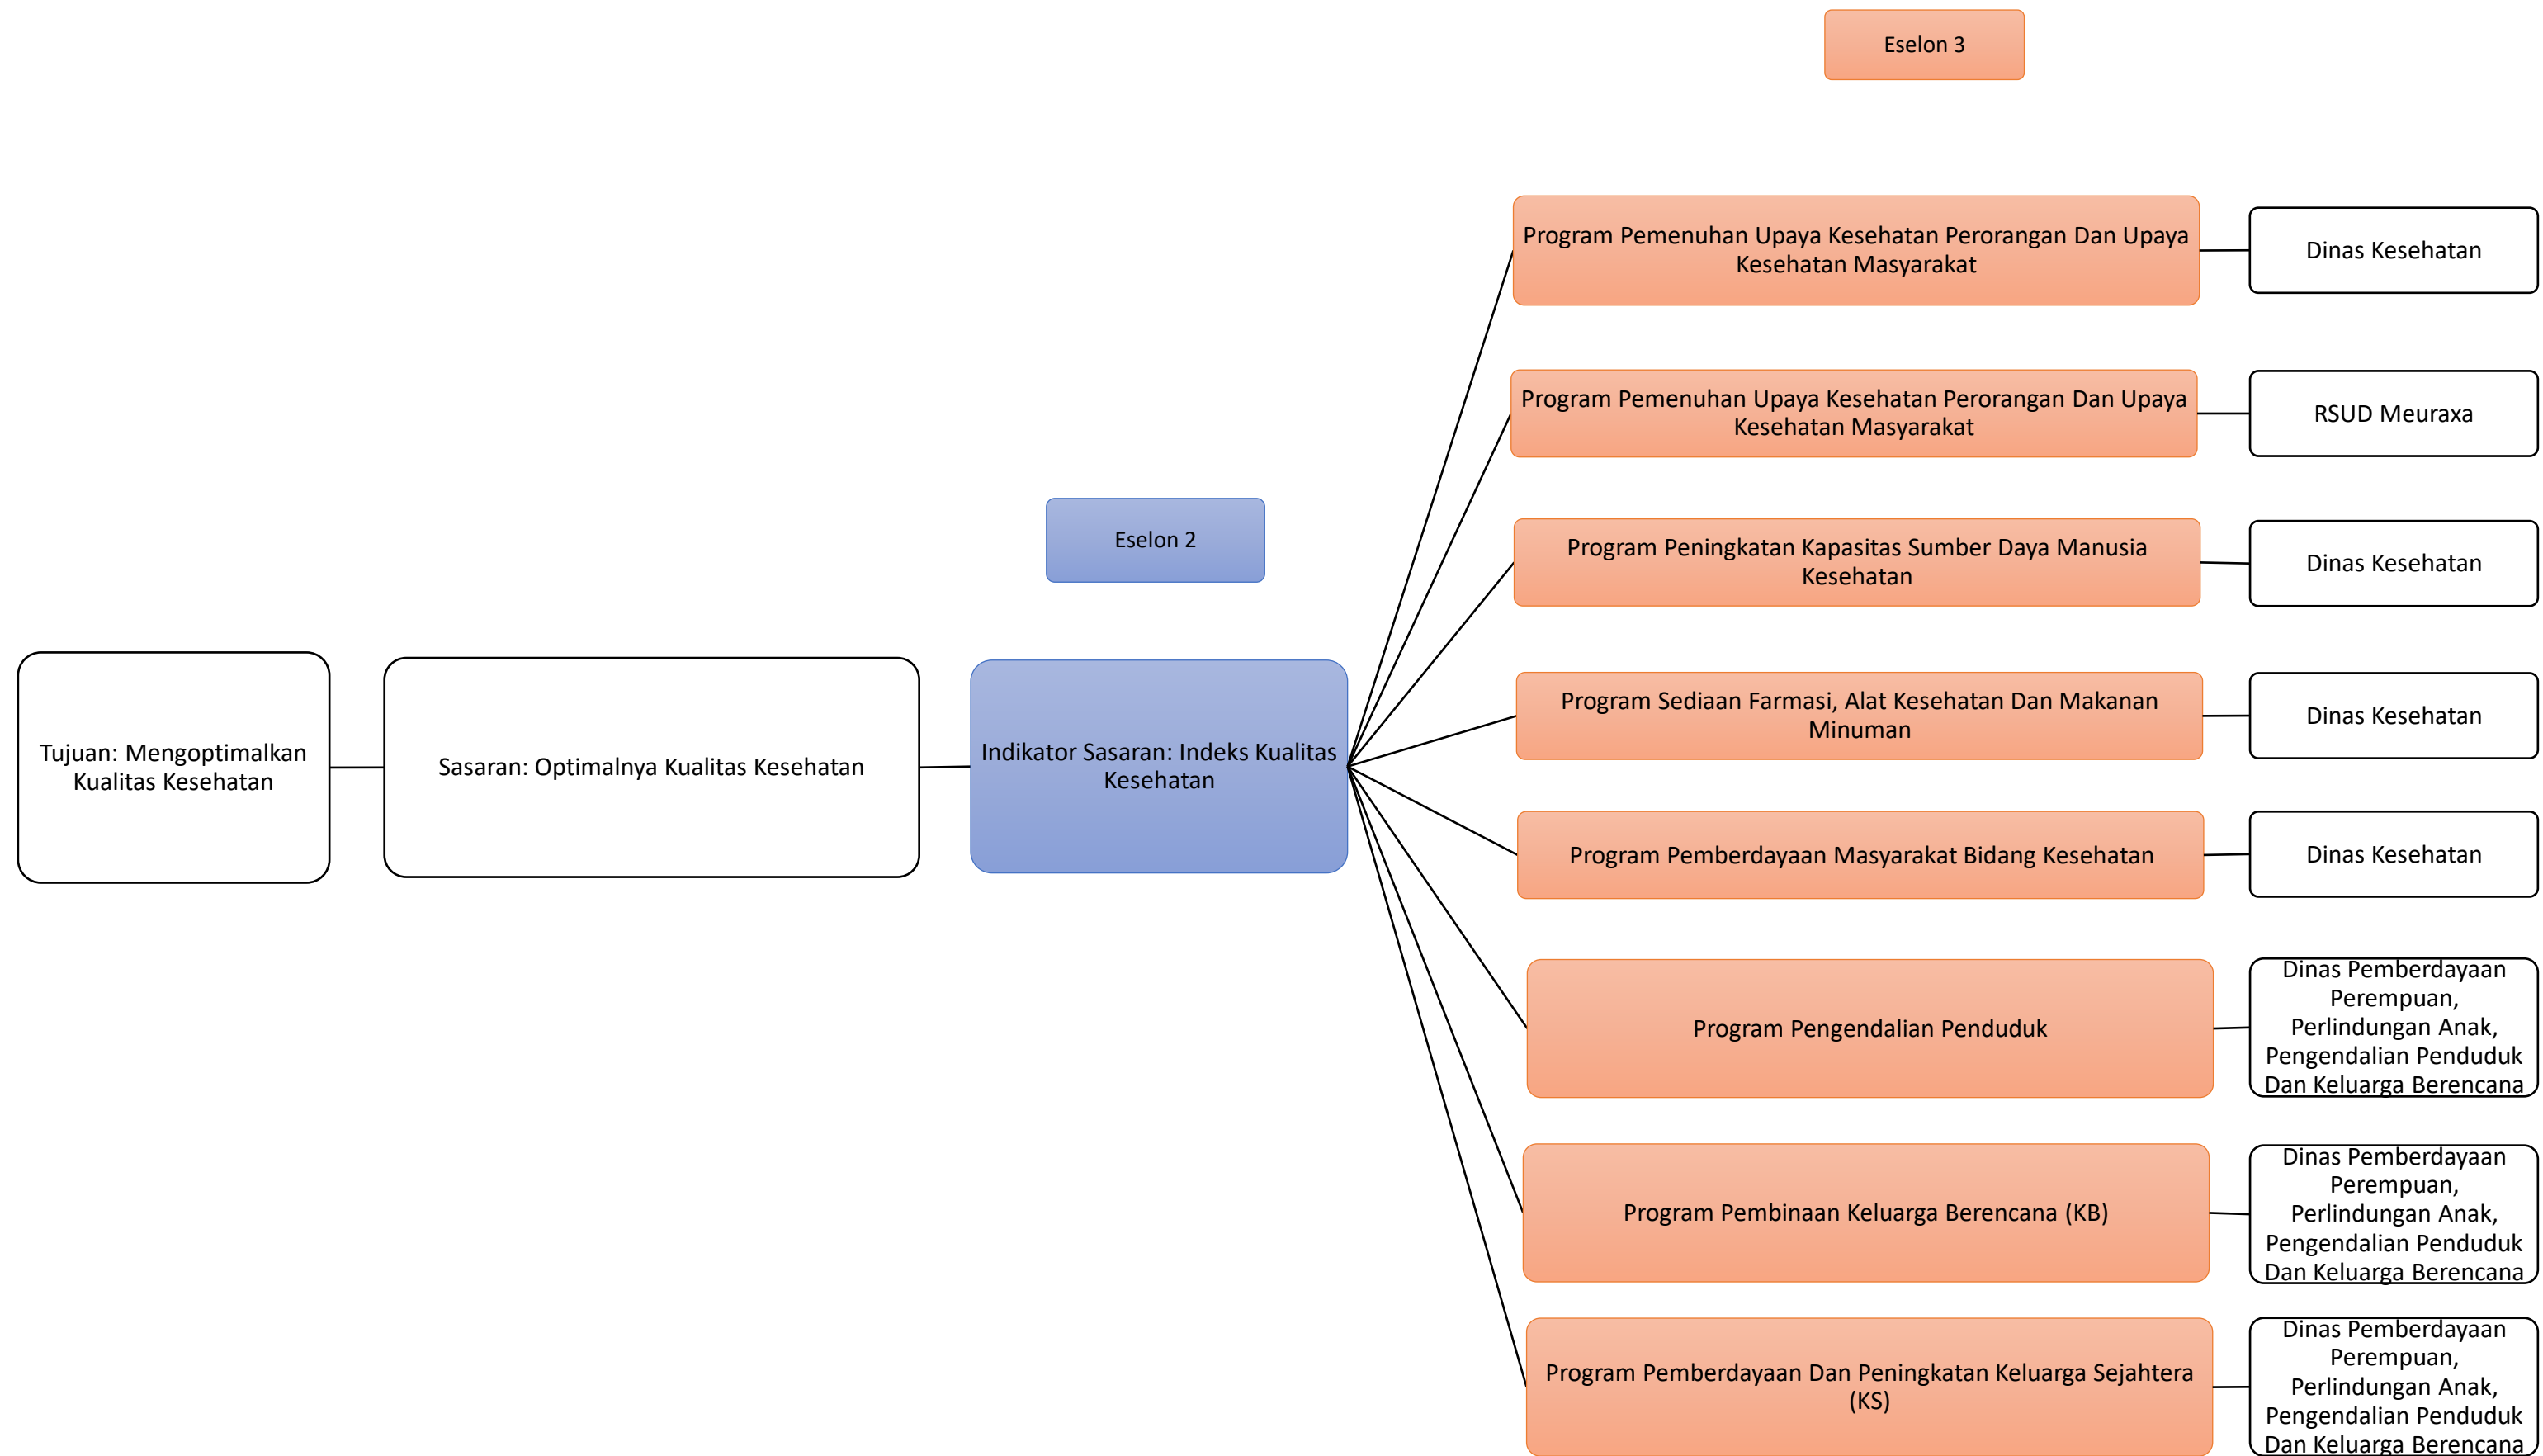 Eselon 3
Eselon 2
Tujuan: Mengoptimalkan
Kualitas Kesehatan
Sasaran: Optimalnya Kualitas Kesehatan
Indikator Sasaran: Indeks Kualitas
Kesehatan
Program Pemenuhan Upaya Kesehatan Perorangan Dan Upaya
Kesehatan Masyarakat
Dinas Kesehatan
Program Pemenuhan Upaya Kesehatan Perorangan Dan Upaya
Kesehatan Masyarakat
RSUD Meuraxa
Program Peningkatan Kapasitas Sumber Daya Manusia
Kesehatan
Dinas Kesehatan
Program Sediaan Farmasi, Alat Kesehatan Dan Makanan
Minuman
Dinas Kesehatan
Program Pemberdayaan Masyarakat Bidang Kesehatan
Dinas Kesehatan
Program Pengendalian Penduduk
Dinas Pemberdayaan
Perempuan,
Perlindungan Anak,
Pengendalian Penduduk
Dan Keluarga Berencana
Program Pembinaan Keluarga Berencana (KB)
Dinas Pemberdayaan
Perempuan,
Perlindungan Anak,
Pengendalian Penduduk
Dan Keluarga Berencana
Program Pemberdayaan Dan Peningkatan Keluarga Sejahtera
(KS)
Dinas Pemberdayaan
Perempuan,
Perlindungan Anak,
Pengendalian Penduduk
Dan Keluarga Berencana